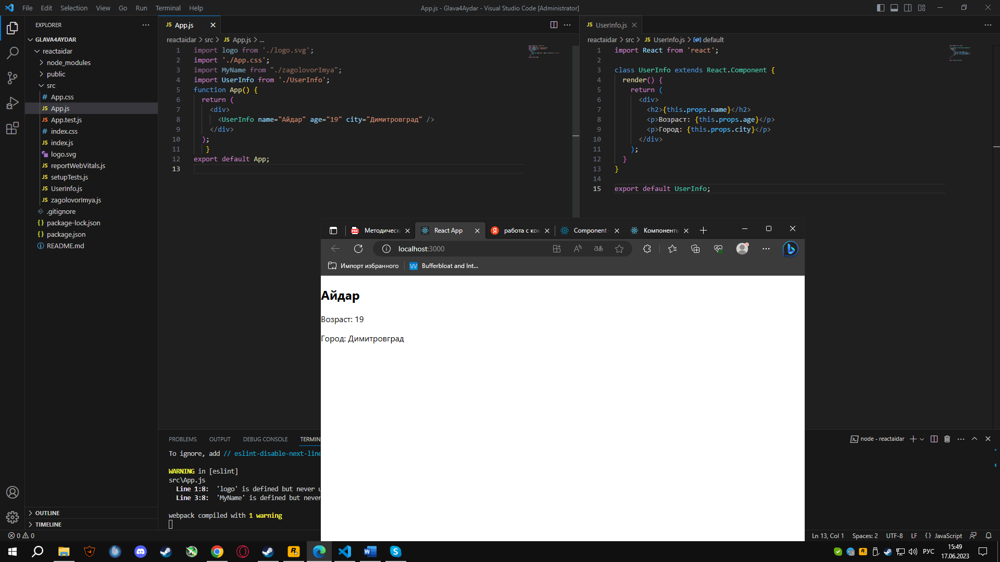 File Edit Selection View Go Run Terminal Help
App.js - Glava4Aydar - Visual Studio Code [Administrator]
EXPLORER
GLAVA4AYDAR
reactaidar
node_modules
public
src
App.css
App.js
App.test.js
index.css
index.js
logo.svg
reportWebVitals.js
setupTests.js
UserInfo.js
zagolovorImya.js
.gitignore
package-lock.json
package.json
README.md
OUTLINE
TIMELINE
JS App.js
reactaidar > src > JS App.js > ...
1 import logo from './logo.svg';
2 import './App.css';
3 import MyName from "./zagolovorImya";
4 import UserInfo from './UserInfo';
5 function App() {
6 return (
7 <div>
8 <UserInfo name="Айдар" age="19" city="Димитровград" />
9 </div>
10 );
11 }
12 export default App;
13
JS UserInfo.js
reactaidar > src > JS UserInfo.js > default
1 import React from 'react';
2
3 class UserInfo extends React.Component {
4 render() {
5 return (
6 <div>
7 <h2>{this.props.name}</h2>
8 <p>Возраст: {this.props.age}</p>
9 <p>Город: {this.props.city}</p>
10 </div>
11 );
12 }
13 }
14
15 export default UserInfo;
Методическ React App работа с ко Component Компоненть
localhost:3000
Импорт избранного Bufferbloat and Int...
Айдар
Возраст: 19
Город: Димитровград
PROBLEMS OUTPUT DEBUG CONSOLE TERMIN
node - reactaidar
To ignore, add // eslint-disable-next-line
WARNING in [eslint]
src\App.js
Line 1:8: 'logo' is defined but never u
Line 3:8: 'MyName' is defined but never
webpack compiled with 1 warning
0 0
Ln 13, Col 1 Spaces: 2 UTF-8 LF {} JavaScript
РУС
15:49
17.06.2023